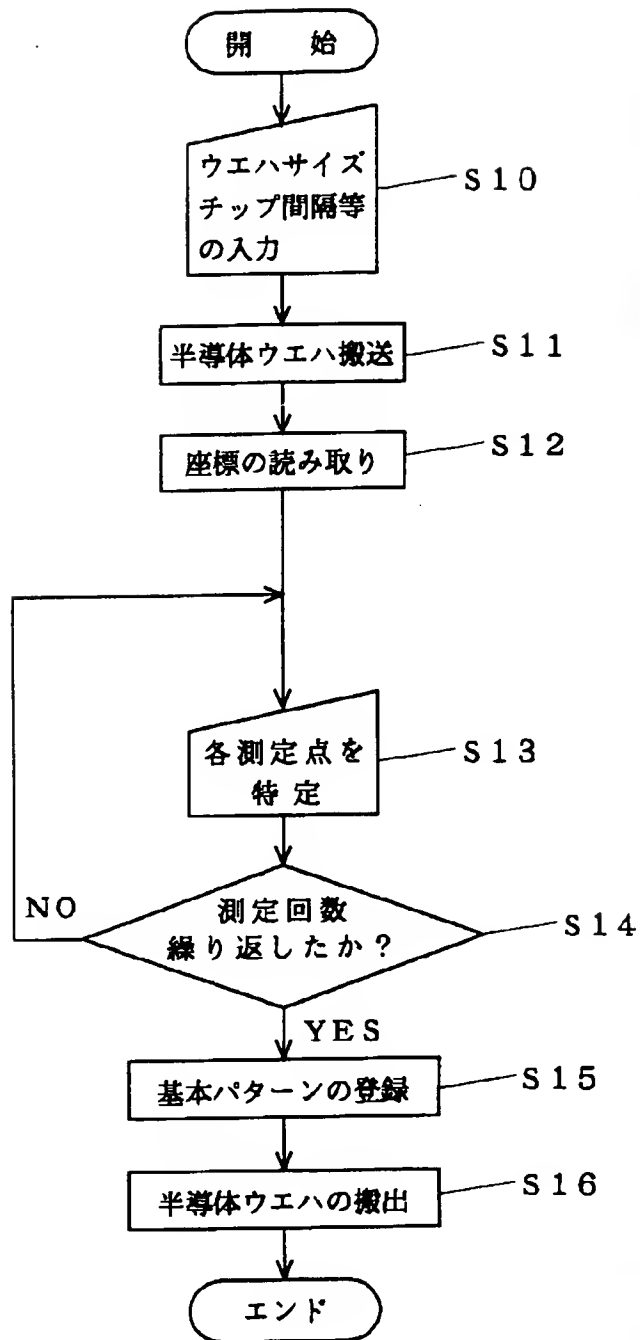 開 始
ウエハサイズ
チップ間隔等
の入力
S10
半導体ウエハ搬送
S11
座標の読み取り
S12
各測定点を
特定
S13
測定回数
繰り返したか?
S14
NO
YES
基本パターンの登録
S15
半導体ウエハの搬出
S16
エンド